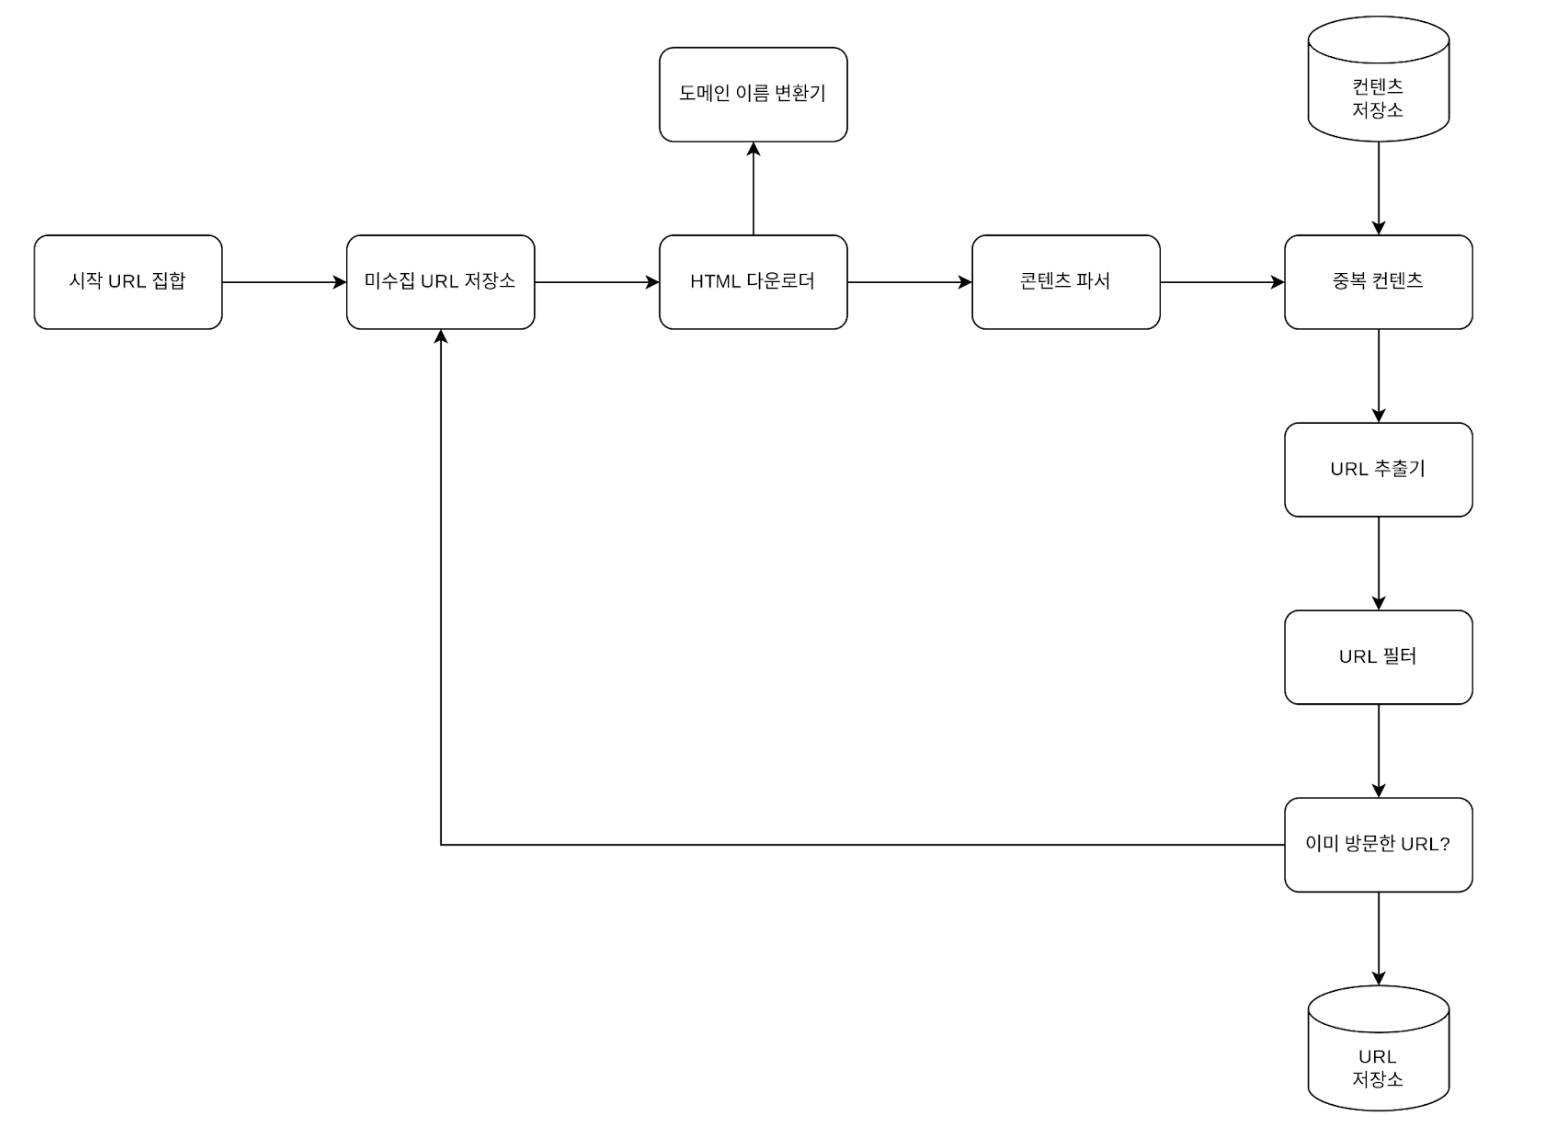 컨텐츠
저장소
도메인 이름 변환기
시작 URL 집합
미수집 URL 저장소
HTML 다운로더
콘텐츠 파서
중복 컨텐츠
URL 추출기
URL 필터
이미 방문한 URL?
URL
저장소